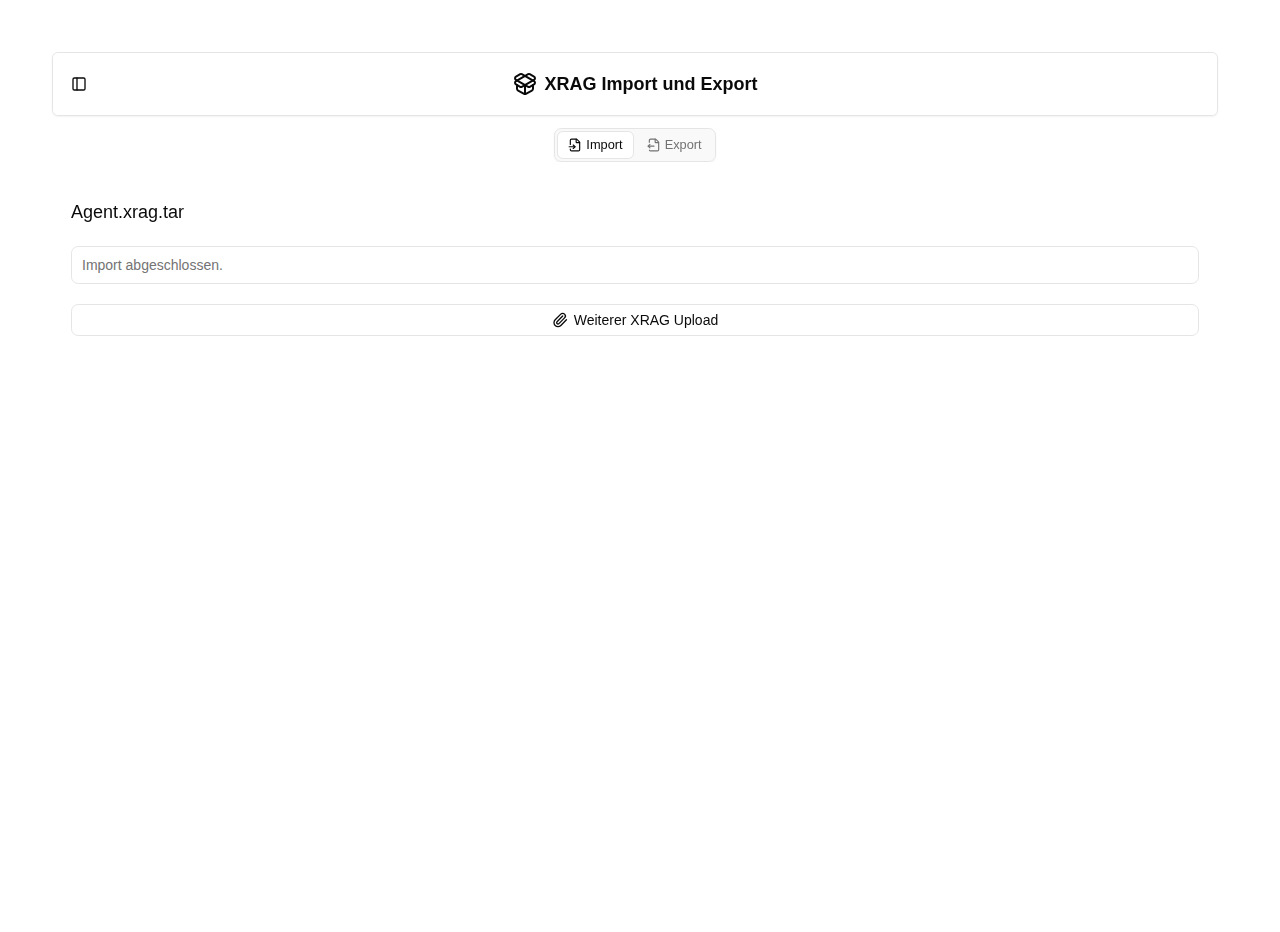 XRAG Import und Export
Import
Export
Agent.xrag.tar
Import abgeschlossen.
Weiterer XRAG Upload